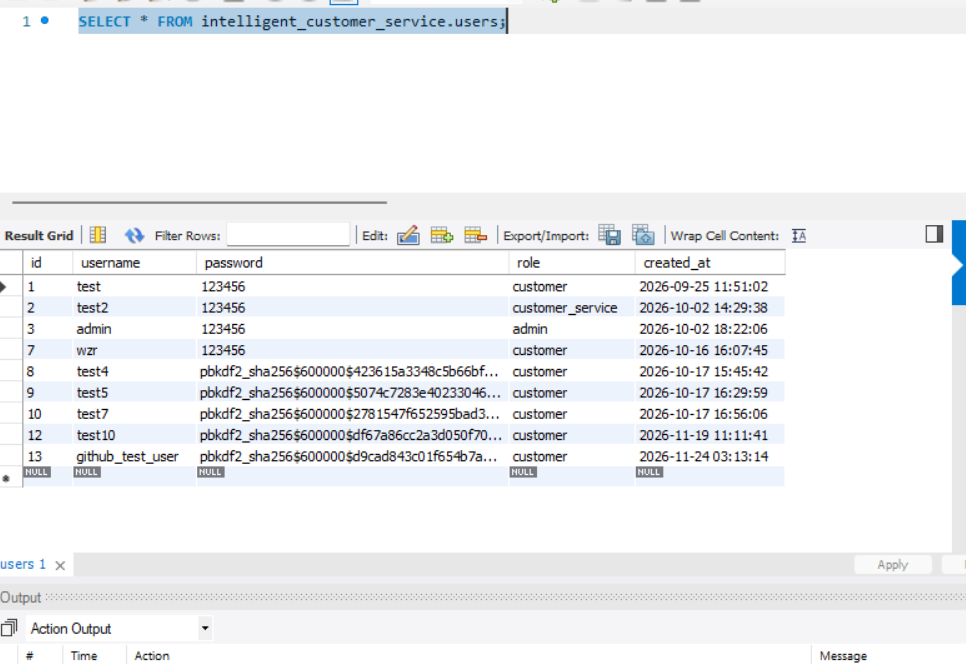 1 SELECT * FROM intelligent_customer_service.users;
Result Grid Filter Rows: Edit: Export/Import: Wrap Cell Content:
id username password role created_at
1 test 123456 customer 2026-09-25 11:51:02
2 test2 123456 customer_service 2026-10-02 14:29:38
3 admin 123456 admin 2026-10-02 18:22:06
7 wzr 123456 customer 2026-10-16 16:07:45
8 test4 pbkdf2_sha256$600000$423615a3348c5b66bf... customer 2026-10-17 15:45:42
9 test5 pbkdf2_sha256$600000$5074c7283e40233046... customer 2026-10-17 16:29:59
10 test7 pbkdf2_sha256$600000$2781547f652595bad3... customer 2026-10-17 16:56:06
12 test10 pbkdf2_sha256$600000$df67a86cc2a3d050f70... customer 2026-11-19 11:11:41
13 github_test_user pbkdf2_sha256$600000$d9cad843c01f654b7a... customer 2026-11-24 03:13:14
NULL NULL NULL NULL NULL
users 1 Apply
Output
Action Output
# Time Action Message